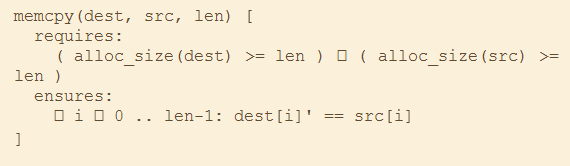 memcpy(dest, src, len) [
requires:
( alloc_size(dest) >= len ) □ ( alloc_size(src) >=
len )
ensures:
□ i □ 0 .. len-1: dest[i]' == src[i]
]